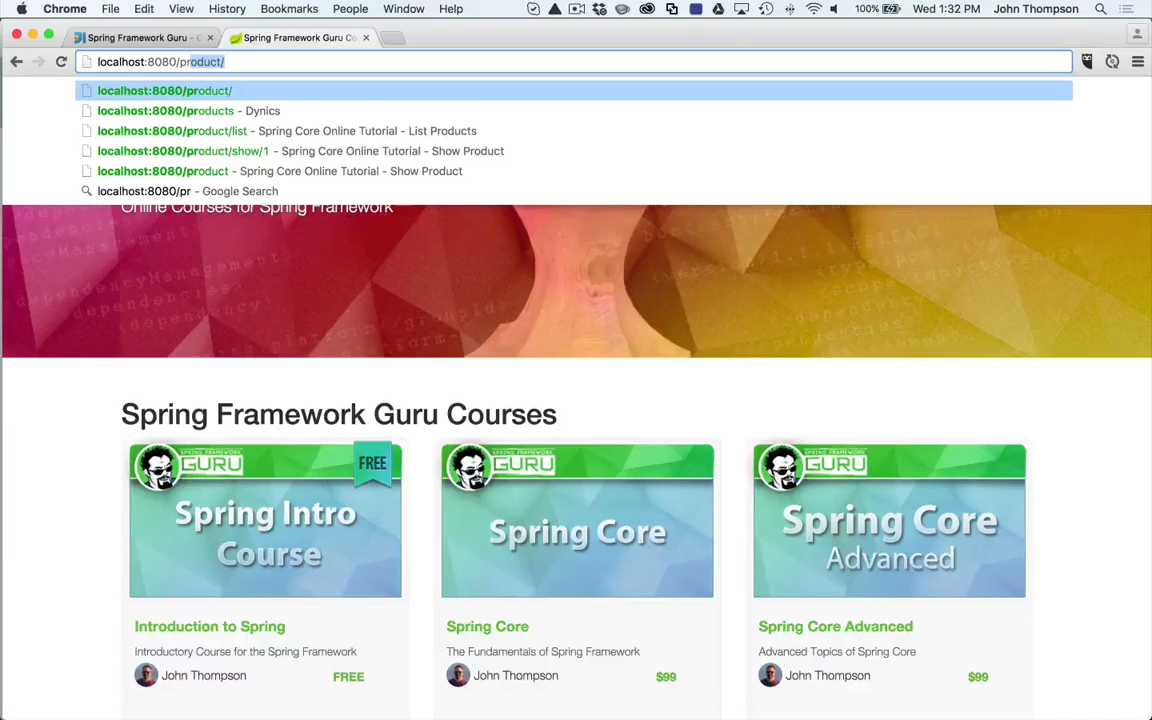 Chrome File Edit View History Bookmarks People Window Help 100% Wed 1:32 PM John Thompson
Spring Framework Guru - Spring Framework Guru Co
localhost:8080/product/
localhost:8080/product/
localhost:8080/products - Dynics
localhost:8080/product/list - Spring Core Online Tutorial - List Products
localhost:8080/product/show/1 - Spring Core Online Tutorial - Show Product
localhost:8080/product - Spring Core Online Tutorial - Show Product
localhost:8080/pr - Google Search
Online Courses for Spring Framework
Spring Framework Guru Courses
SPRING FRAMEWORK
GURU
FREE
Spring Intro
Course
SPRING FRAMEWORK
GURU
Spring Core
SPRING FRAMEWORK
GURU
Spring Core
Advanced
Introduction to Spring
Introductory Course for the Spring Framework
John Thompson FREE
Spring Core
The Fundamentals of Spring Framework
John Thompson $99
Spring Core Advanced
Advanced Topics of Spring Core
John Thompson $99